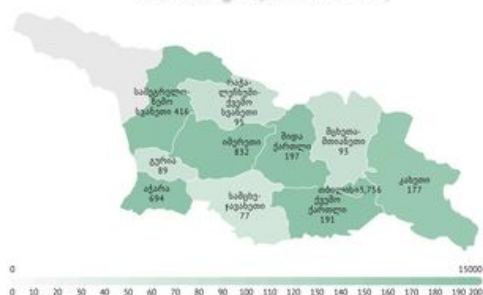 სამეგრელო-
ზემო
სვანეთი 416
რაჭა-
ლეჩხუმი-
ქვემო
სვანეთი
95
გურია
89
იმერეთი
832
შიდა
ქართლი
197
მცხეთა-
მთიანეთი
93
აჭარა
694
სამცხე-
ჯავახეთი
77
თბილისი3,756
ქვემო
ქართლი
191
კახეთი
177
0 15000
0 10 20 30 40 50 60 70 80 90 100 110 120 130 140 150 160 170 180 190 200